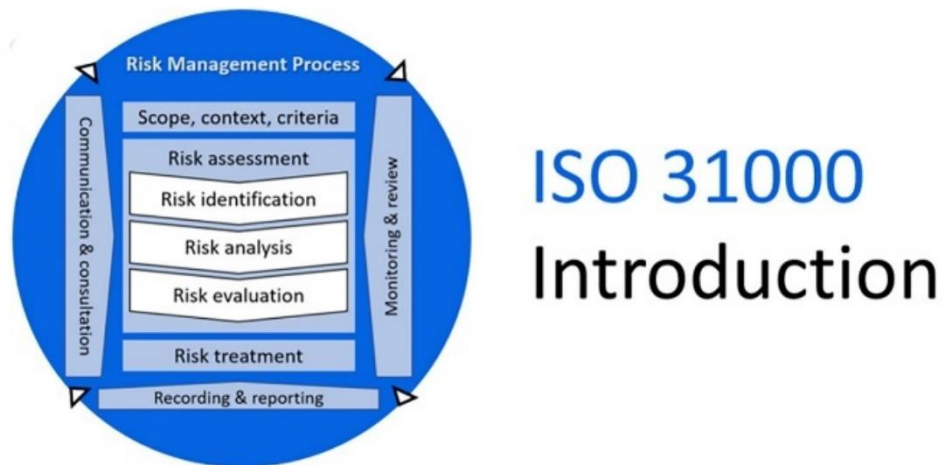 Risk Management Process
Scope, context, criteria
Risk assessment
Risk identification
Risk analysis
Risk evaluation
Risk treatment
Recording & reporting
Communication & consultation
Monitoring & review
ISO 31000
Introduction